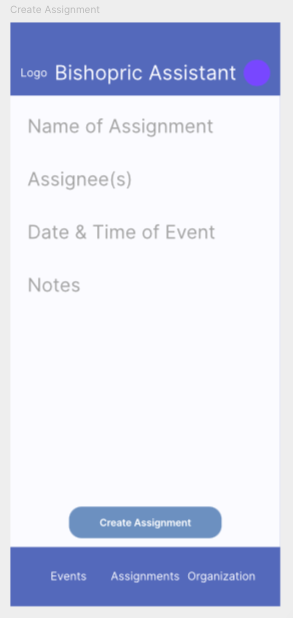 Create Assignment
Logo Bishopric Assistant
Name of Assignment
Assignee(s)
Date & Time of Event
Notes
Create Assignment
Events Assignments Organization